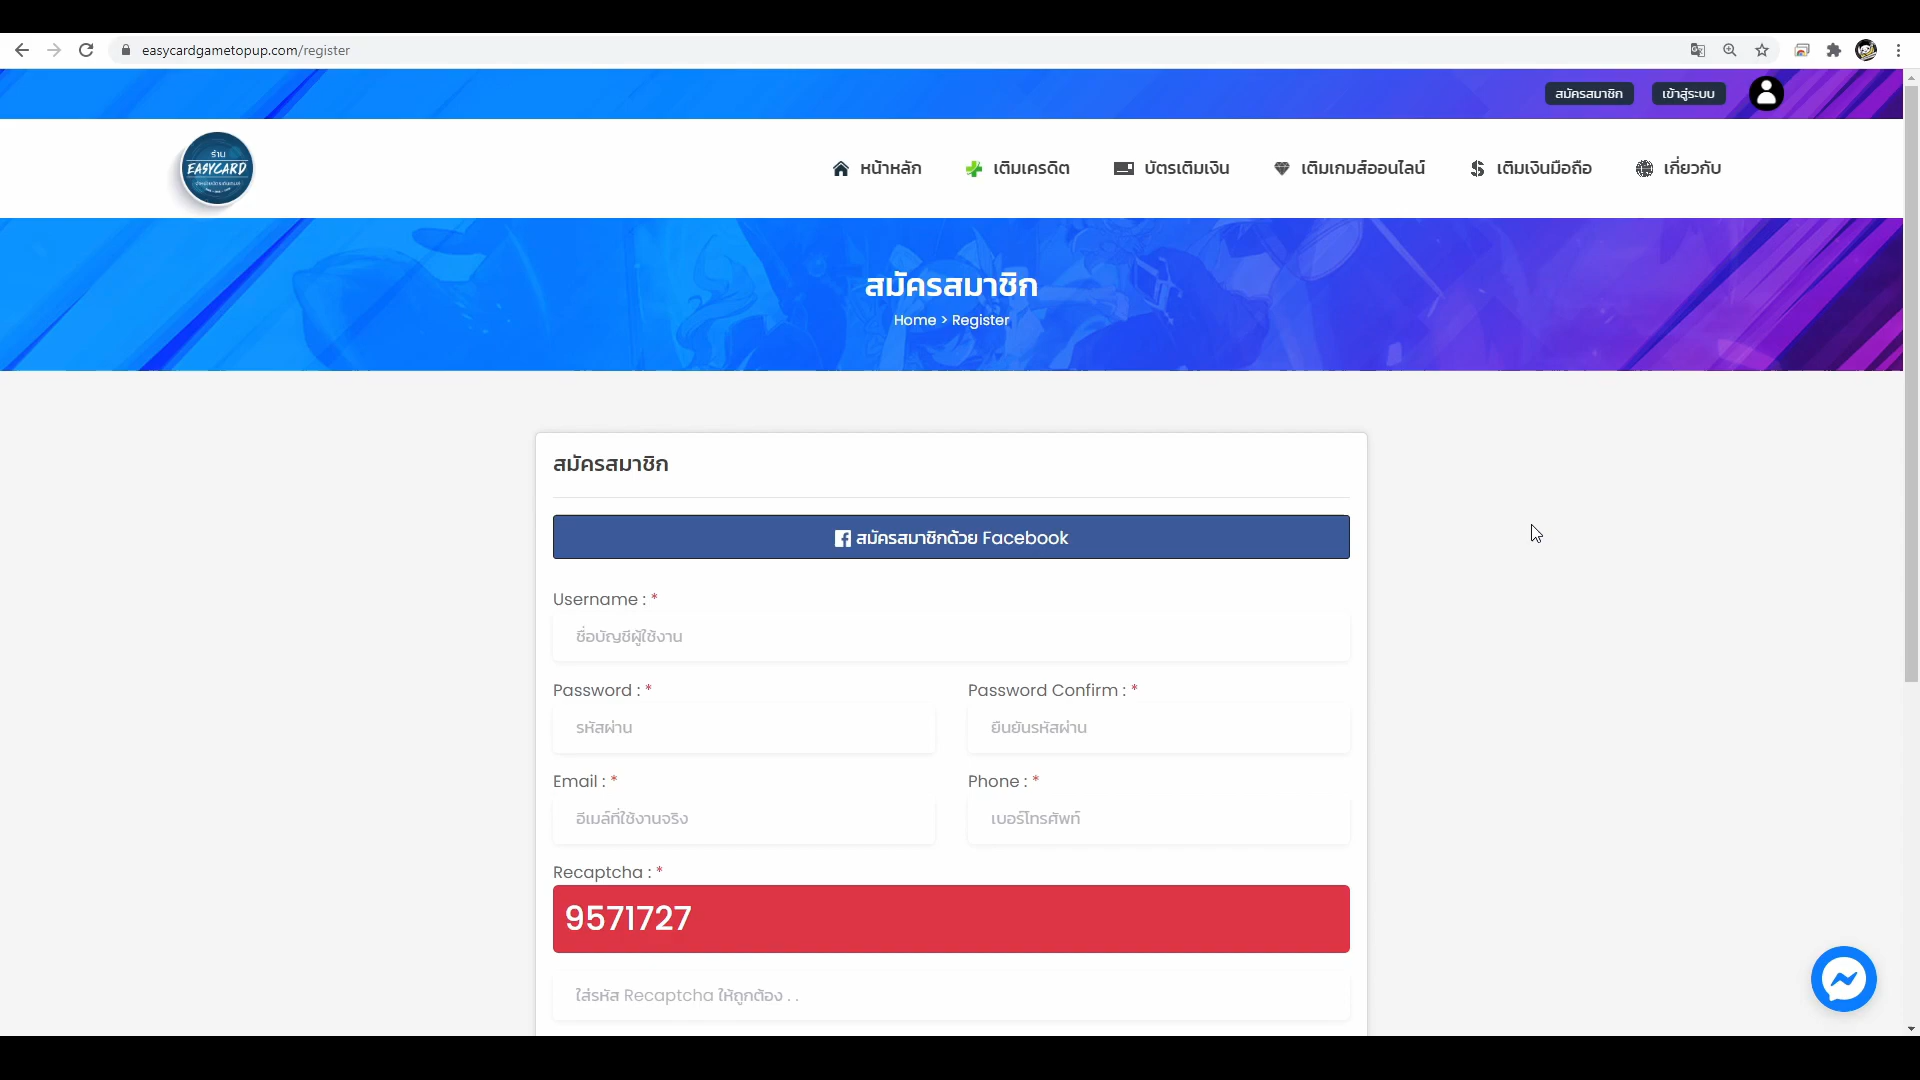 easycardgametopup.com/register
สมัครสมาชิก
เข้าสู่ระบบ
ร้าน
EASYCARD
หน้าหลัก
เติมเครดิต
บัตรเติมเงิน
เติมเกมส์ออนไลน์
เติมเงินมือถือ
เกี่ยวกับ
สมัครสมาชิก
Home > Register
สมัครสมาชิก
สมัครสมาชิกด้วย Facebook
Username : *
ชื่อบัญชีผู้ใช้งาน
Password : *
Password Confirm : *
รหัสผ่าน
ยืนยันรหัสผ่าน
Email : *
Phone : *
อีเมล์ที่ใช้งานจริง
เบอร์โทรศัพท์
Recaptcha : *
9571727
ใส่รหัส Recaptcha ให้ถูกต้อง . .